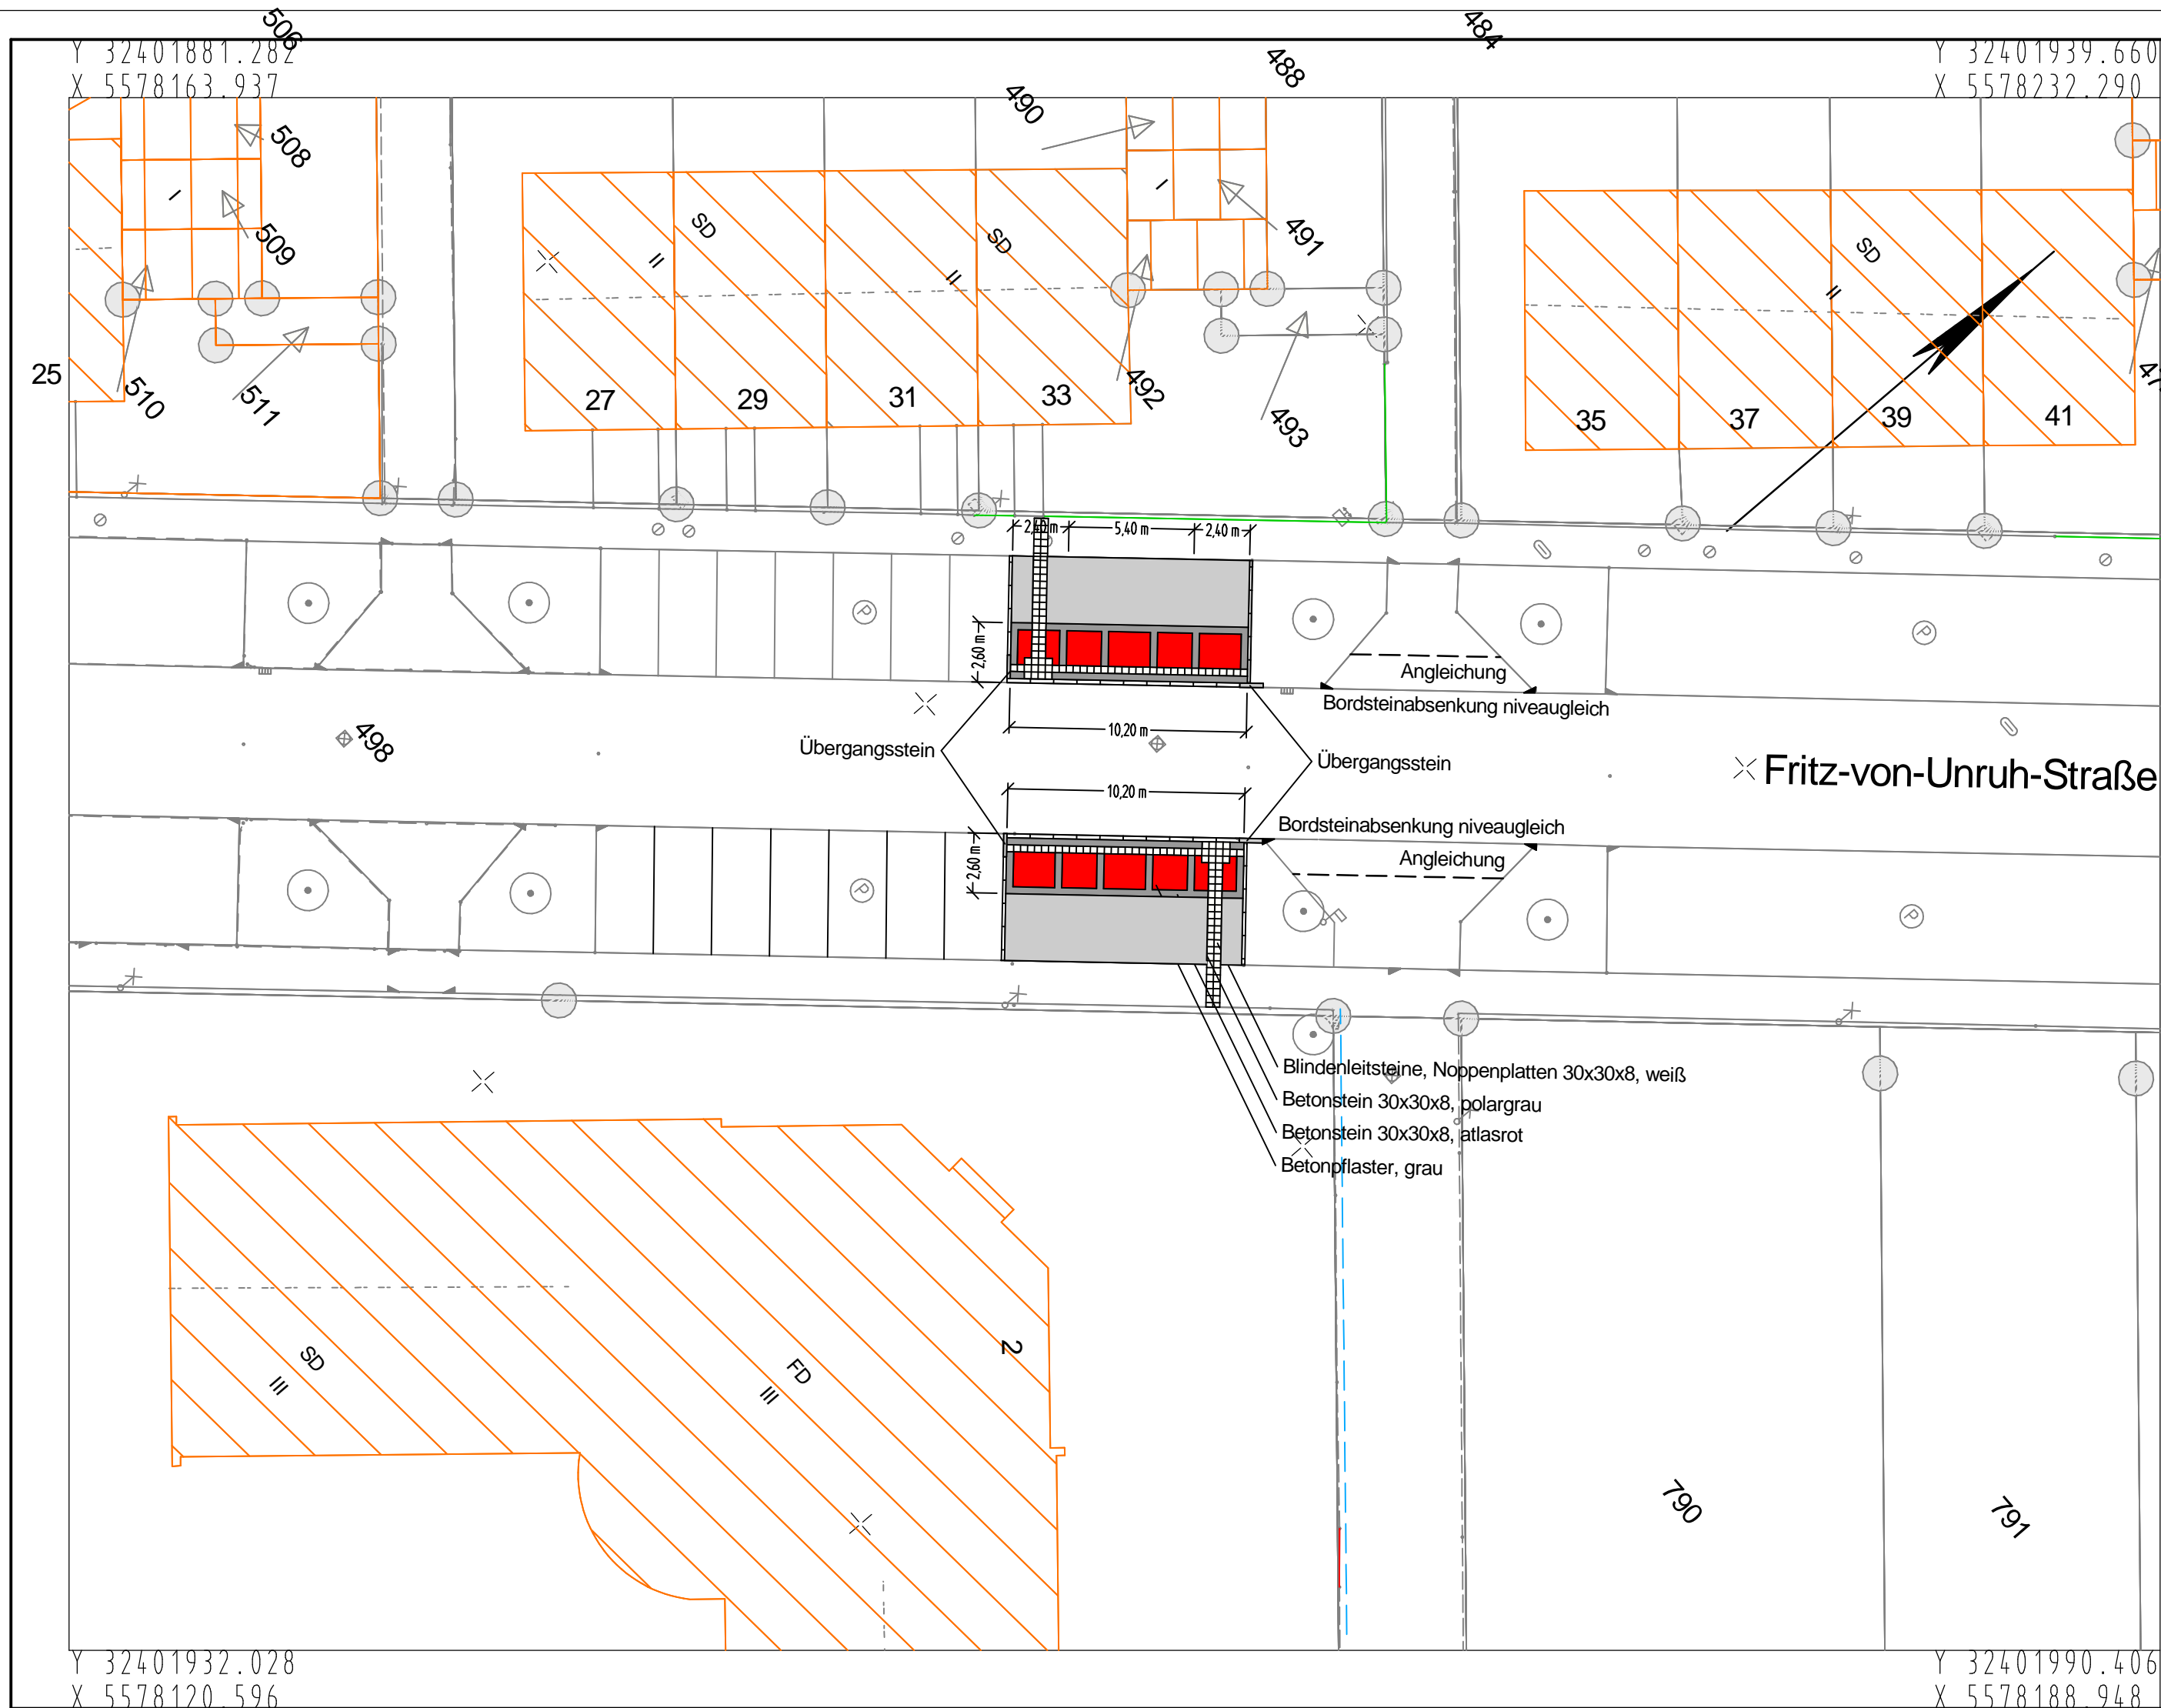 506
484
Y 32401881.282
X 5578163.937
Y 32401939.660
X 5578232.290
488
490
508
I
509
I
491
SD
II
SD
II
SD
II
25
510
511
27
29
31
33
492
493
35
37
39
41
2,40 m
5,40 m
2,40 m
P
2,60 m
P
Angleichung
Bordsteinabsenkung niveaugleich
10,20 m
498
Übergangsstein
Übergangsstein
Fritz-von-Unruh-Straße
10,20 m
Bordsteinabsenkung niveaugleich
2,60 m
Angleichung
P
P
Blindenleitsteine, Noppenplatten 30x30x8, weiß
Betonstein 30x30x8, polargrau
Betonstein 30x30x8, atlasrot
Betonpflaster, grau
2
SD
III
FD
III
790
791
Y 32401932.028
X 5578120.596
Y 32401990.406
X 5578188.948